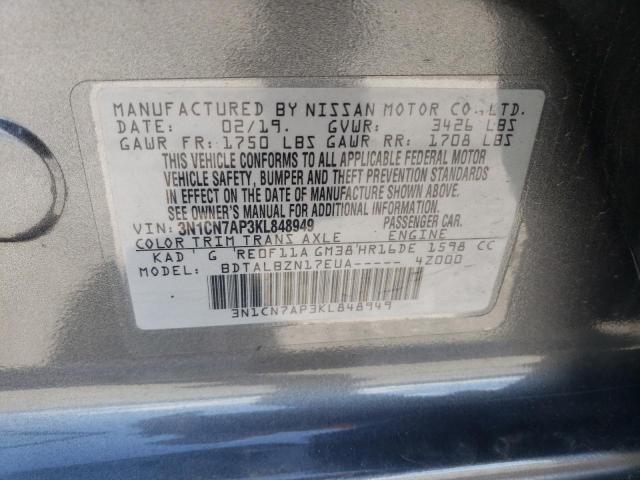 MANUFACTURED BY NISSAN MOTOR CO.,LTD.
DATE: 02/19. GVWR: 3426 LBS
GAWR FR: 1750 LBS GAWR RR: 1708 LBS
THIS VEHICLE CONFORMS TO ALL APPLICABLE FEDERAL MOTOR
VEHICLE SAFETY, BUMPER AND THEFT PREVENTION STANDARDS
IN EFFECT ON THE DATE OF MANUFACTURE SHOWN ABOVE.
SEE OWNER'S MANUAL FOR ADDITIONAL INFORMATION.
VIN: 3N1CN7AP3KL848949 PASSENGER CAR.
COLOR TRIM TRANS AXLE ENGINE
KAD G RE0F11A GM38 HR16DE 1598 CC
MODEL: BDTALBZN17EUA----- 4Z000
3N1CN7AP3KL848949